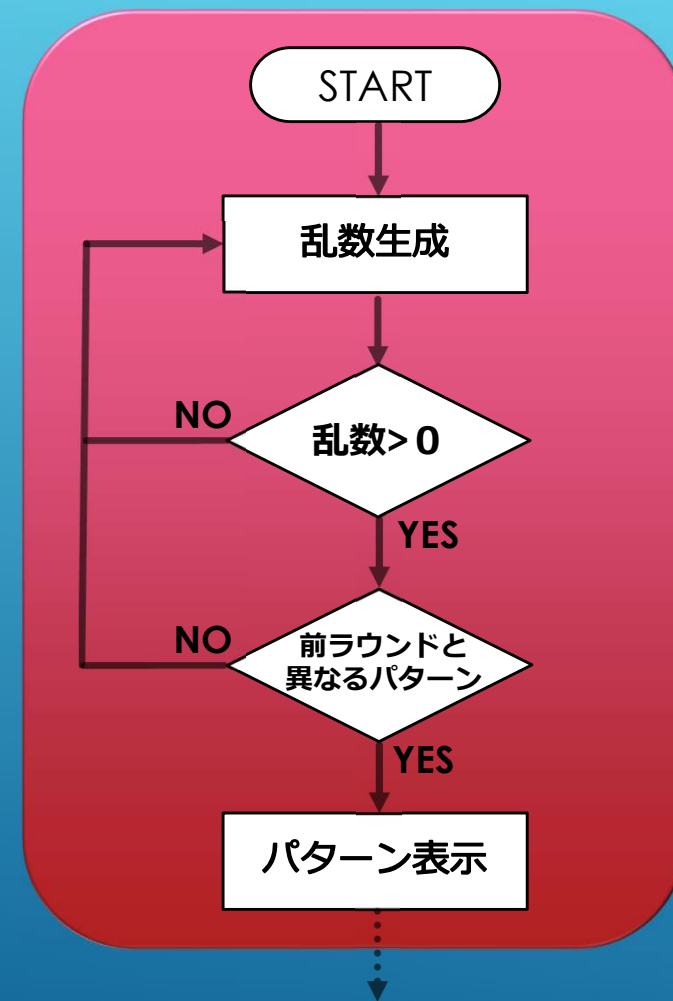 START
乱数生成
NO
乱数>０
YES
NO
前ラウンドと
異なるパターン
YES
パターン表示